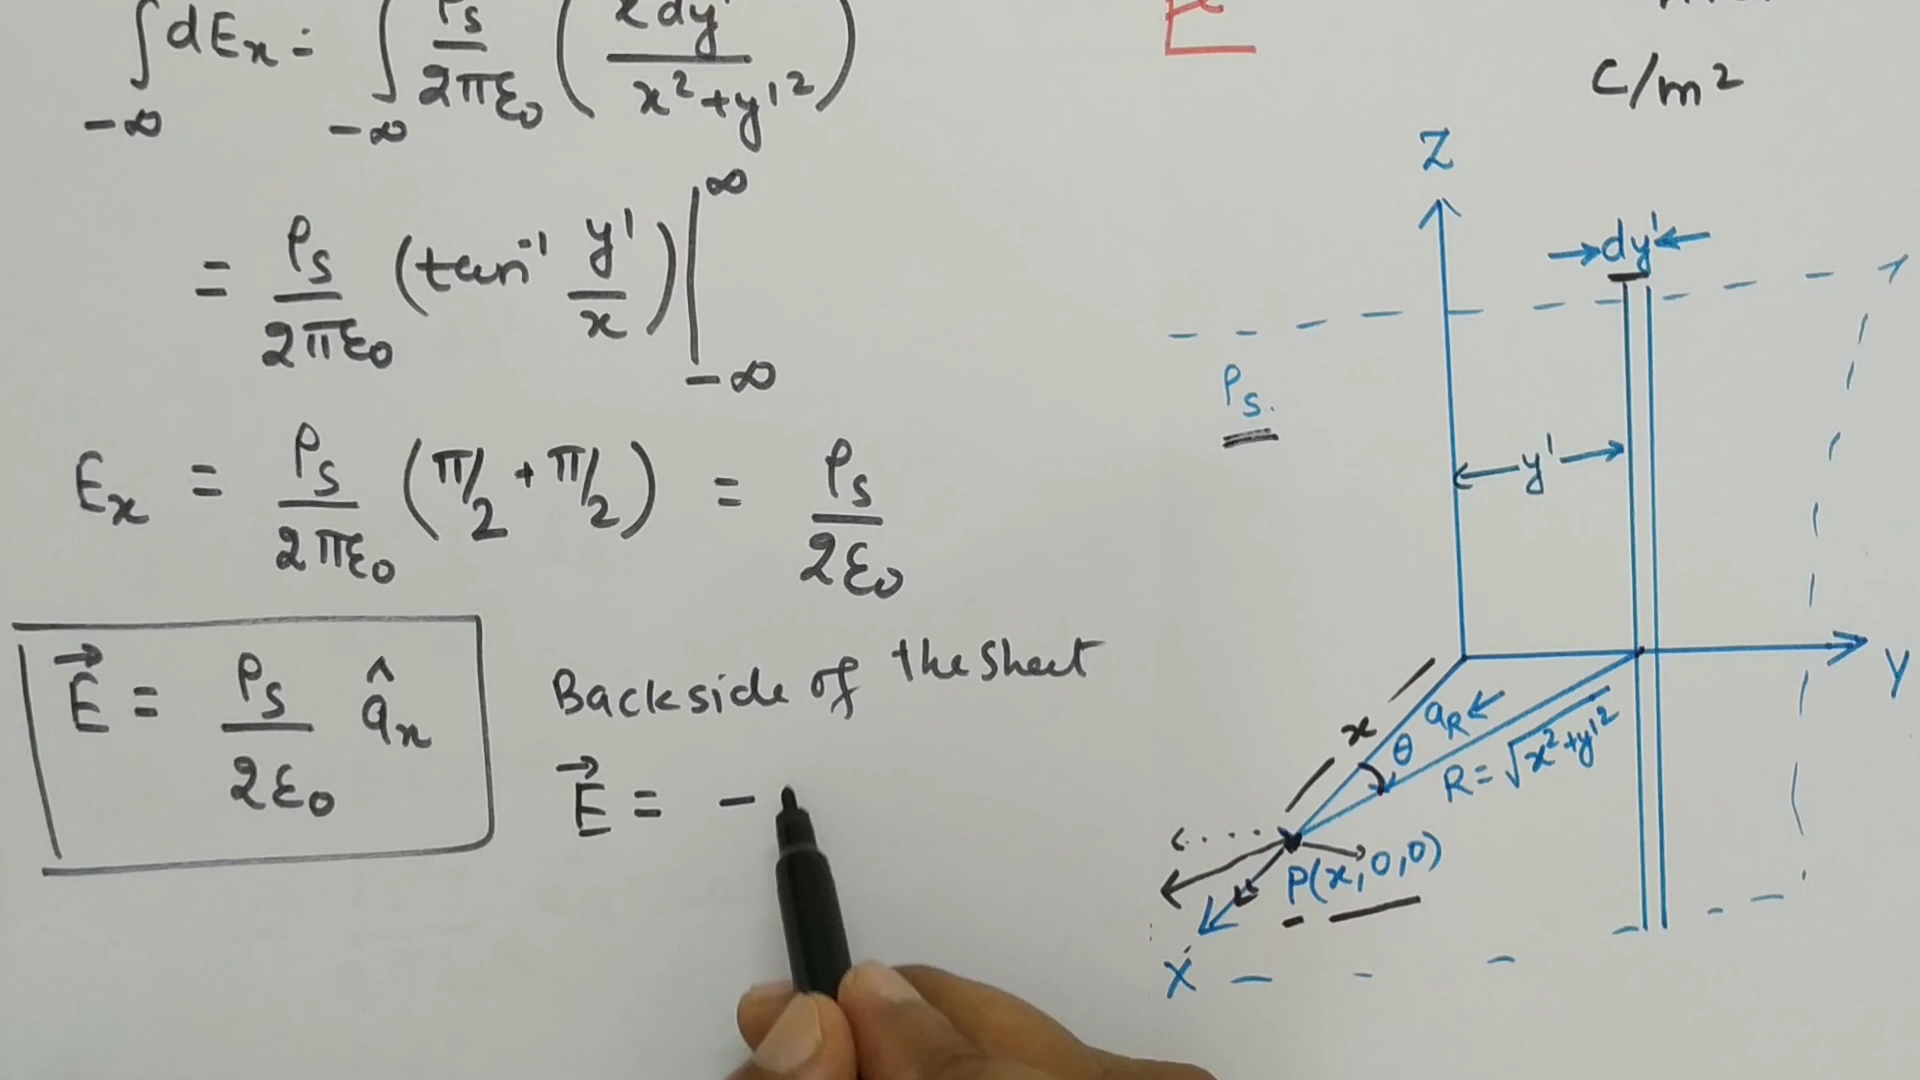 ∫ dEx = ∫ ρs/2πε0 ( x dy' / x²+y'² )
-∞ -∞
= ρs/2πε0 (tan⁻¹ y'/x) |
∞
-∞
Ex = ρs/2πε0 (π/2 + π/2) = ρs/2ε0
E⃗ = ρs/2ε0 âx
Backside of the sheet
E⃗ = -
C/m²
Z
dy'
ρs.
y'
Y
x
θ
aR
R = √x²+y'²
P(x,0,0)
X